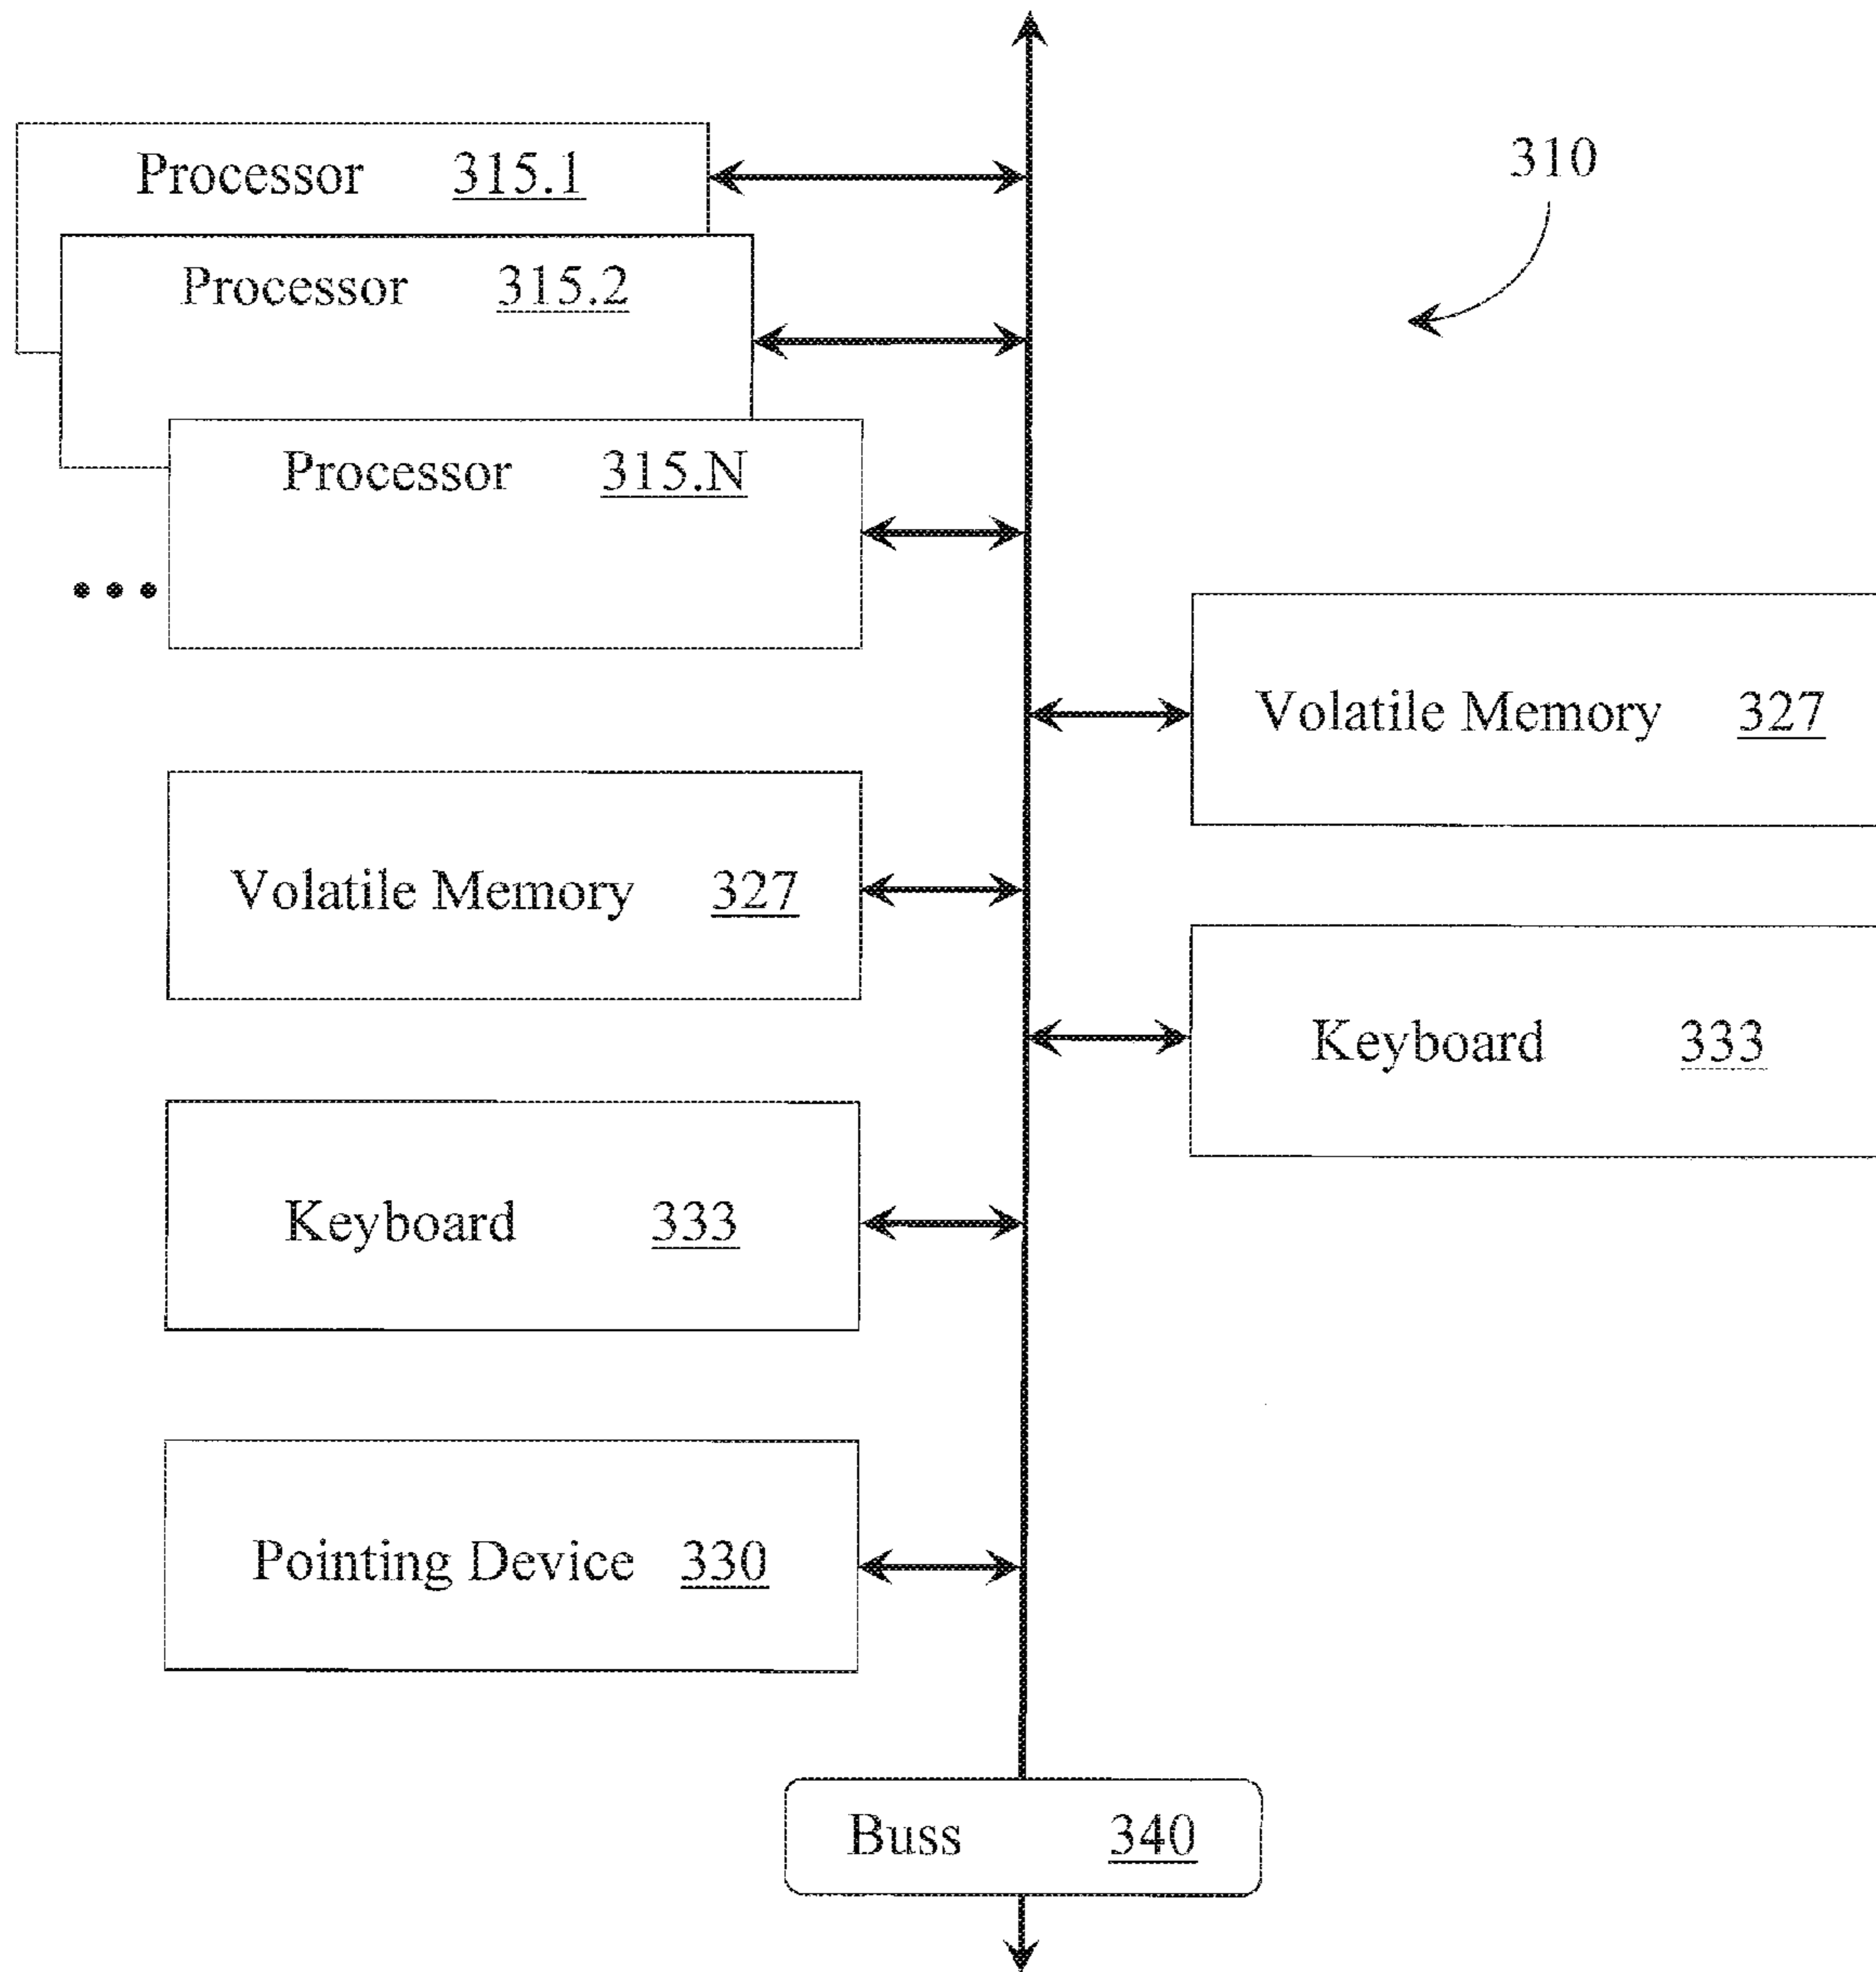 Processor 315.1
310
Processor 315.2
Processor 315.N
...
Volatile Memory 327
Volatile Memory 327
Keyboard 333
Keyboard 333
Pointing Device 330
Buss 340